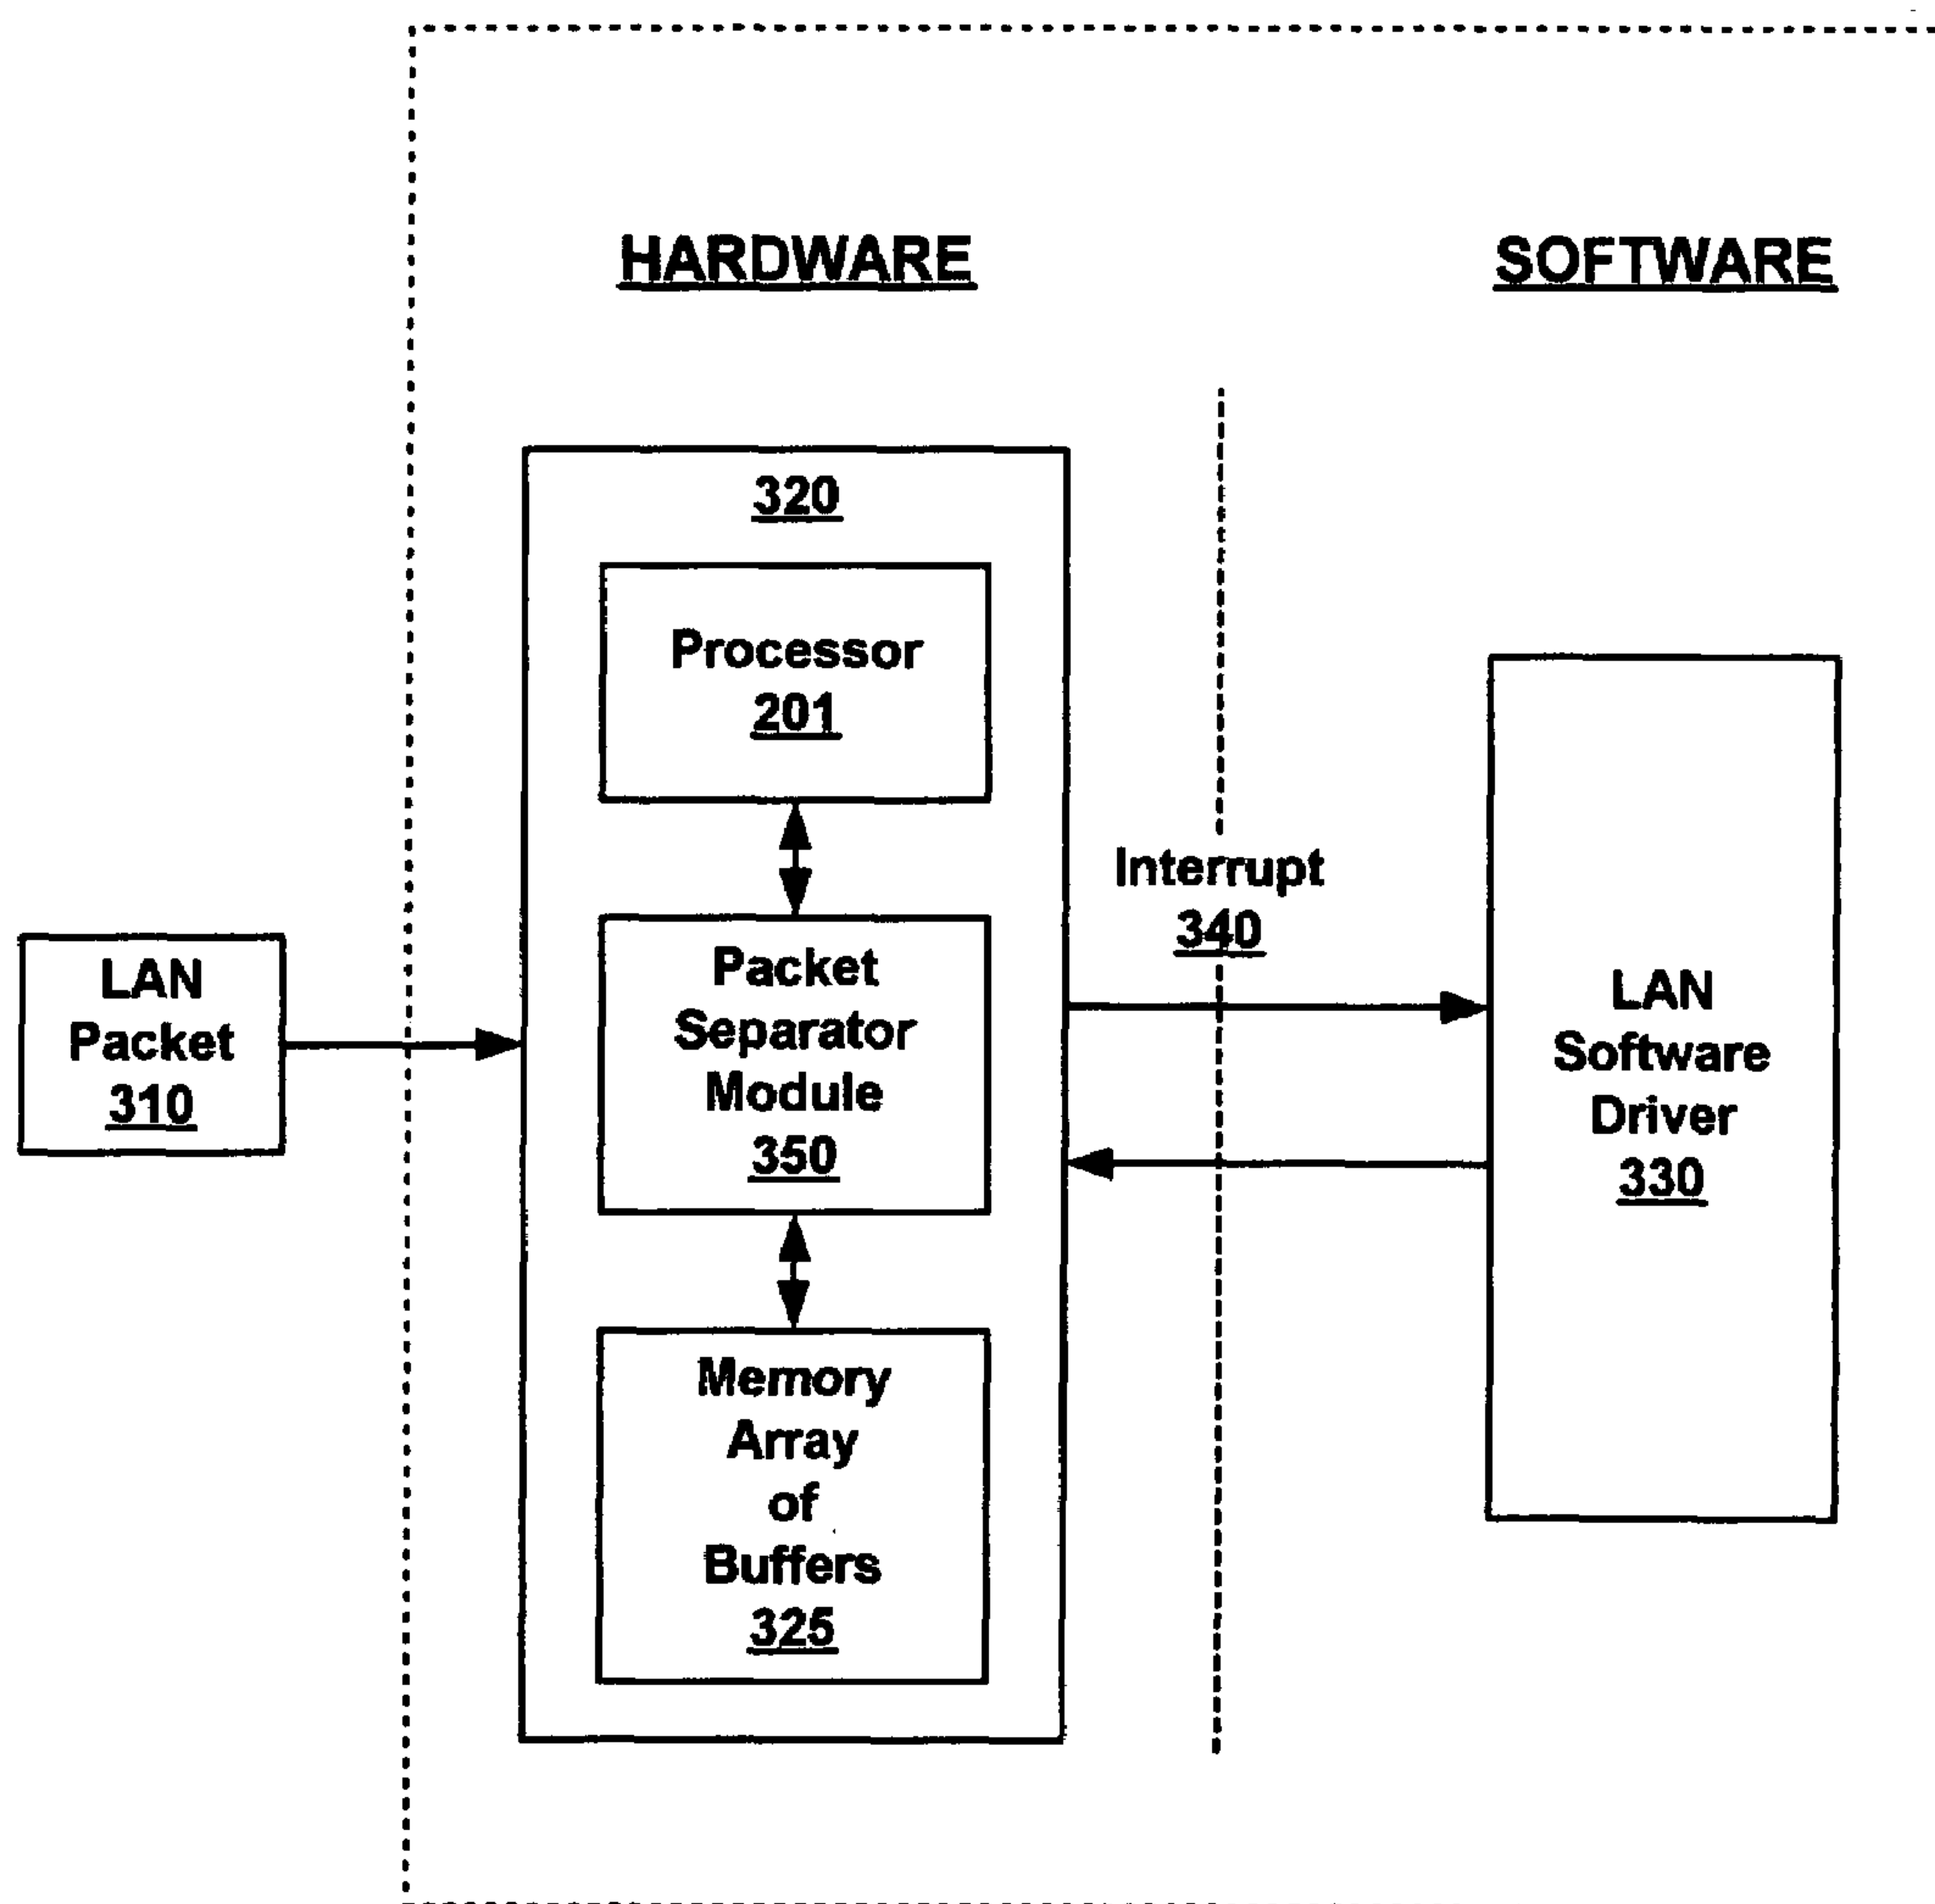 HARDWARE
SOFTWARE
320
Processor
201
Interrupt
340
LAN
Packet
310
Packet
Separator
Module
350
LAN
Software
Driver
330
Memory
Array
of
Buffers
325